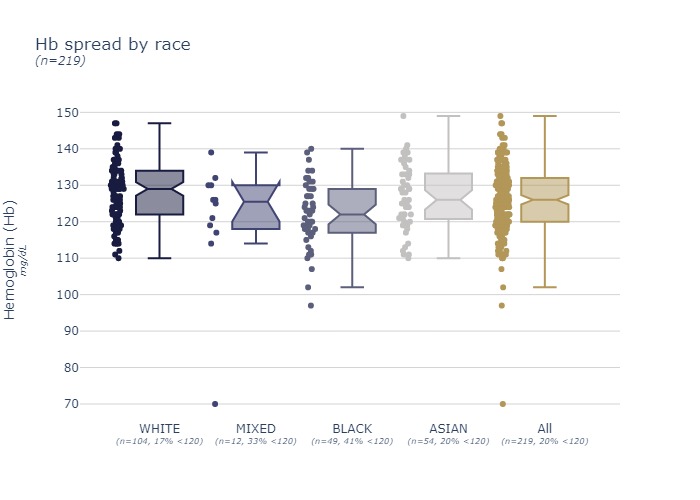 Hb spread by race
(n=219)
150
140
130
120
110
100
90
80
70
Hemoglobin (Hb)
mg/dL
WHITE
(n=104, 17% <120)
MIXED
(n=12, 33% <120)
BLACK
(n=49, 41% <120)
ASIAN
(n=54, 20% <120)
All
(n=219, 20% <120)